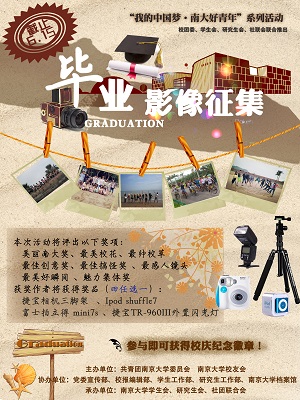 截止
5.15
“我的中国梦·南大好青年”系列活动
校团委、学生会、研究生会、社联会联合推出
毕业影像征集
GRADUATION
本次活动将评出以下奖项：
美丽南大奖、最美校花、最帅校草、
最佳创意奖、最佳搞怪奖、最感人镜头
最美好瞬间、魅力集体奖
获奖作者将获得奖品（四任选一）：
捷宝相机三脚架、Ipod shuffle7
富士拍立得 mini7s、捷宝TR-960III外置闪光灯
Graduation
参与即可获得校庆纪念徽章！
主办单位：共青团南京大学委员会 南京大学校友会
协办单位：党委宣传部、校报编辑部、学生工作部、研究生工作部、南京大学档案馆
承办单位：南京大学学生会、研究生会、社团联合会